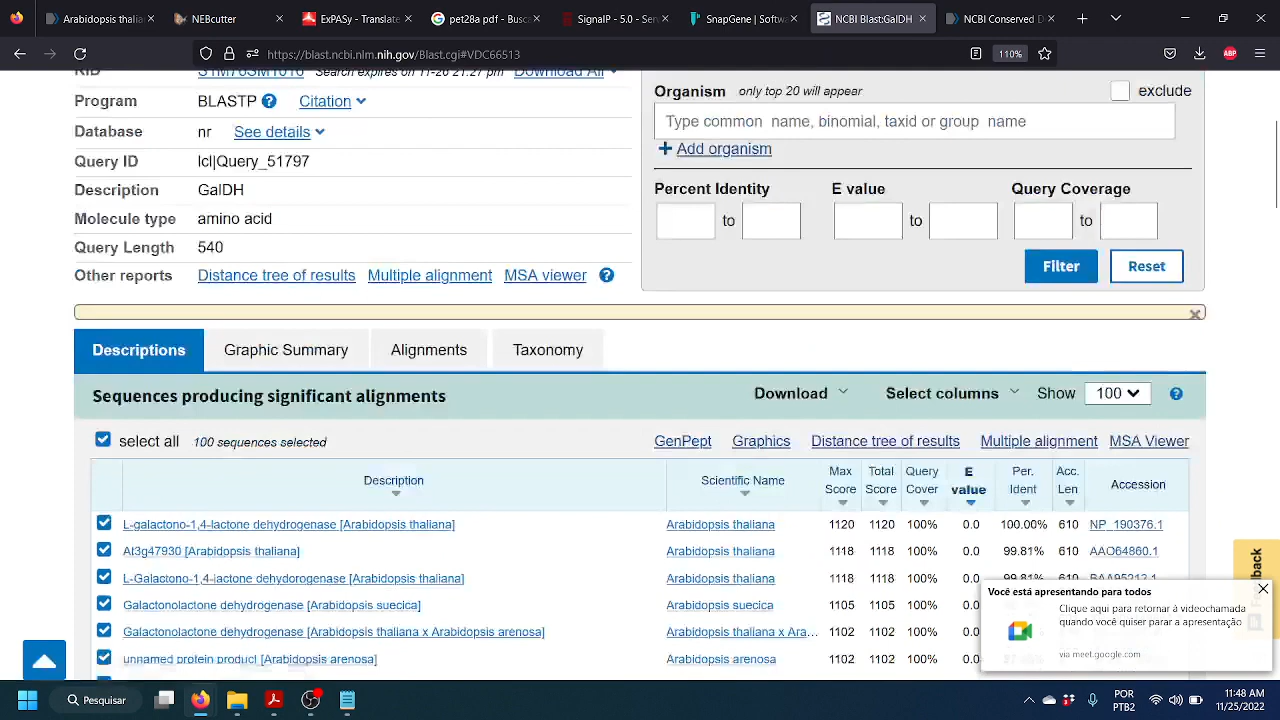 Arabidopsis thalia
NEBcutter
ExPASy - Translate
pet28a pdf - Busc
SignalP - 5.0 - Se
Snapgene | Softwa
NCBI Blast:GalDH
NCBI Conserved D
https://blast.ncbi.nlm.nih.gov/Blast.cgi#VDC66513
110%
ABP
RID
Search expires on 11-26 21:27 pm
Download All
Program
BLASTP
Citation
Database
nr
See details
Query ID
lcl|Query_51797
Description
GalDH
Molecule type
amino acid
Query Length
540
Other reports
Distance tree of results
Multiple alignment
MSA viewer
Organism only top 20 will appear
exclude
Type common name, binomial, taxid or group name
Add organism
Percent Identity
E value
Query Coverage
to
to
to
Filter
Reset
Descriptions
Graphic Summary
Alignments
Taxonomy
Sequences producing significant alignments
Download
Select columns
Show
100
select all
100 sequences selected
GenPept
Graphics
Distance tree of results
Multiple alignment
MSA Viewer
Description
Scientific Name
Max Score
Total Score
Query Cover
E value
Per. Ident
Acc. Len
Accession
L-galactono-1,4-lactone dehydrogenase [Arabidopsis thaliana] Arabidopsis thaliana 1120 1120 100% 0.0 100.00% 610 NP_190376.1
At3g47930 [Arabidopsis thaliana] Arabidopsis thaliana 1118 1118 100% 0.0 99.81% 610 AAO64860.1
L-Galactono-1,4-lactone dehydorogenase [Arabidopsis thaliana] Arabidopsis thaliana 1118 1118 100% 0.0 99.81% 610 BAA95212.1
Galactonolactone dehydrogenase [Arabidopsis suecica] Arabidopsis suecica 1105 1105 100% 0.0
Galactonolactone dehydrogenase [Arabidopsis thaliana x Arabidopsis arenosa] Arabidopsis thaliana x Ara... 1102 1102 100% 0.0
unnamed protein product [Arabidopsis arenosa] Arabidopsis arenosa 1102 1102 100% 0.0
Você está apresentando para todos
Clique aqui para retornar à videochamada
quando você quiser parar a apresentação
via meet.google.com
Pesquisar
POR
PTB2
11:48 AM
11/25/2022